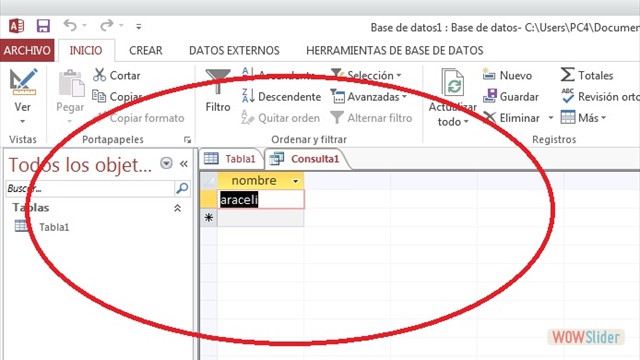 Base de datos1 : Base de datos- C:\Users\PC4\Documen
ARCHIVO INICIO CREAR DATOS EXTERNOS HERRAMIENTAS DE BASE DE DATOS
Ver
Vistas
Pegar
Cortar
Copiar
Copiar formato
Portapapeles
Filtro
Ascendente
Descendente
Quitar orden
Selección
Avanzadas
Alternar filtro
Ordenar y filtrar
Actualizar
todo
Nuevo
Guardar
Eliminar
Totales
Revisión orto
Más
Registros
Todos los objet...
Buscar...
Tablas
Tabla1
Tabla1 Consulta1
nombre
araceli
WOWSlider